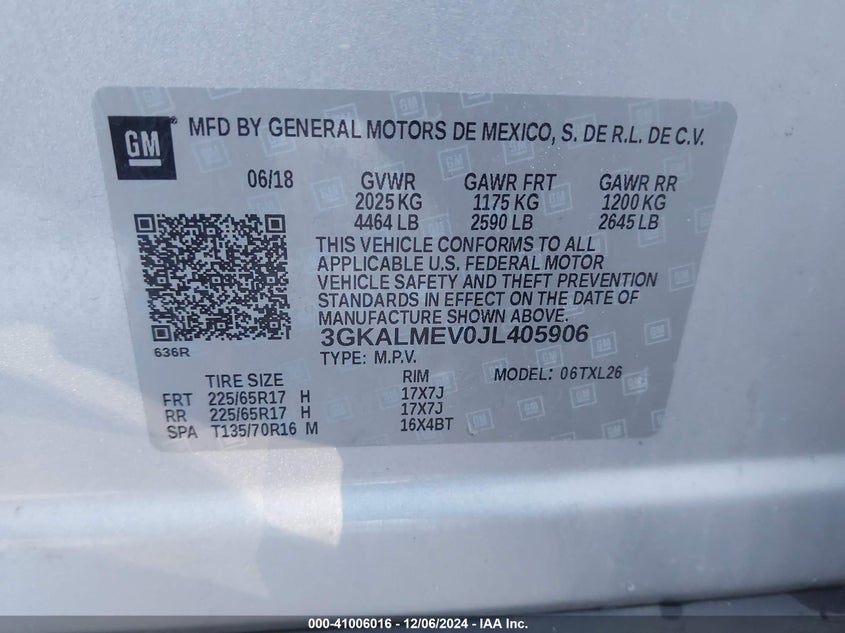 GM
MFD BY GENERAL MOTORS DE MEXICO, S. DE R.L. DE C.V.
06/18 GVWR GAWR FRT GAWR RR
2025 KG 1175 KG 1200 KG
4464 LB 2590 LB 2645 LB
THIS VEHICLE CONFORMS TO ALL
APPLICABLE U.S. FEDERAL MOTOR
VEHICLE SAFETY AND THEFT PREVENTION
STANDARDS IN EFFECT ON THE DATE OF
MANUFACTURE SHOWN ABOVE.
3GKALMEV0JL405906
636R
TYPE: M.P.V. MODEL: 06TXL26
TIRE SIZE RIM
FRT 225/65R17 H 17X7J
RR 225/65R17 H 17X7J
SPA T135/70R16 M 16X4BT
000-41006016 - 12/06/2024 - IAA Inc.